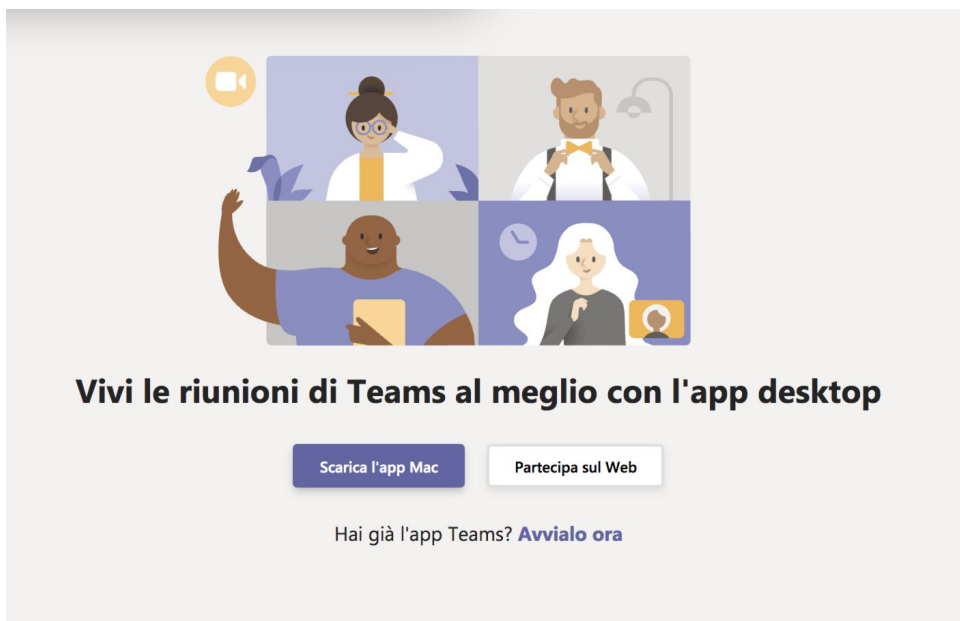 Vivi le riunioni di Teams al meglio con l'app desktop
Scarica l'app Mac
Partecipa sul Web
Hai già l'app Teams? Avvialo ora